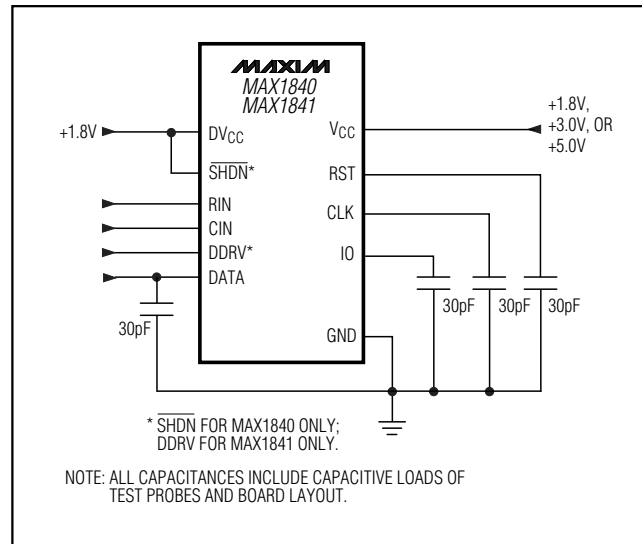 MAXIM
MAX1840
MAX1841
+1.8V
DVCC
SHDN*
RIN
CIN
DDRV*
DATA
30pF
VCC
RST
CLK
IO
GND
+1.8V,
+3.0V, OR
+5.0V
30pF 30pF 30pF
* SHDN FOR MAX1840 ONLY;
DDRV FOR MAX1841 ONLY.
NOTE: ALL CAPACITANCES INCLUDE CAPACITIVE LOADS OF
TEST PROBES AND BOARD LAYOUT.